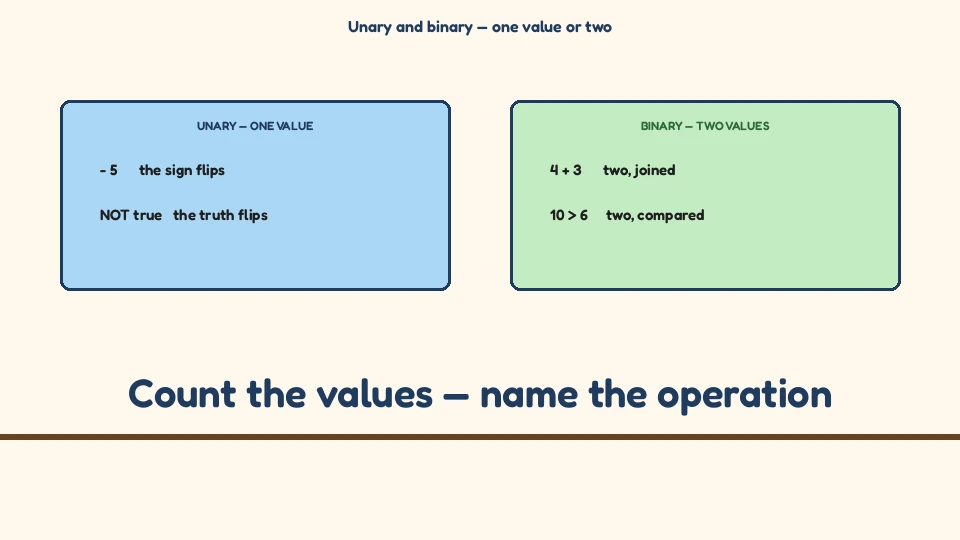 Unary and binary — one value or two
UNARY — ONE VALUE
- 5 the sign flips
NOT true the truth flips
BINARY — TWO VALUES
4 + 3 two, joined
10 > 6 two, compared
Count the values — name the operation